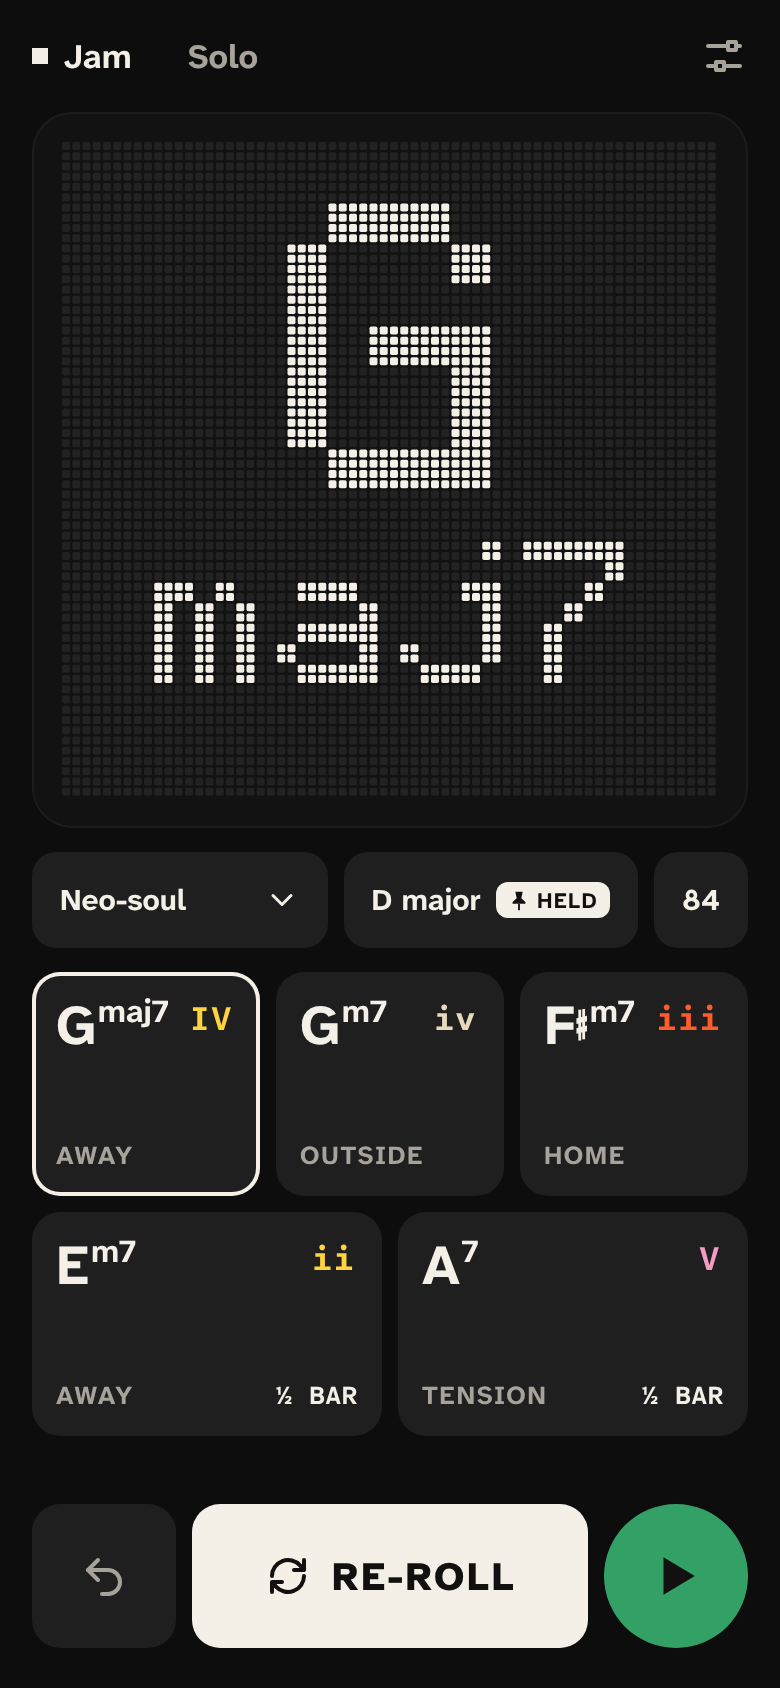 Jam Solo
G
maj7
Neo-soul D major HELD 84
Gmaj7 IV Gm7 iv F♯m7 iii
AWAY OUTSIDE HOME
Em7 ii A7 V
AWAY ½ BAR TENSION ½ BAR
RE-ROLL